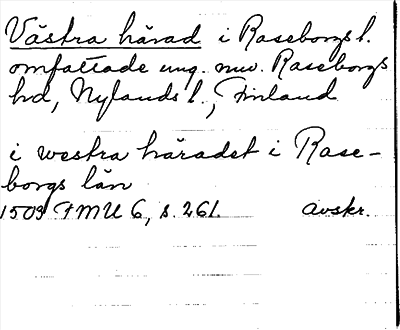 Västra härad i Raseborgs l.
omfattade ung. nuv. Raseborgs
hd, Nylands l., Finland
i westra häradet i Rase-
borgs län
1509 FMU 6, s. 261. avskr.